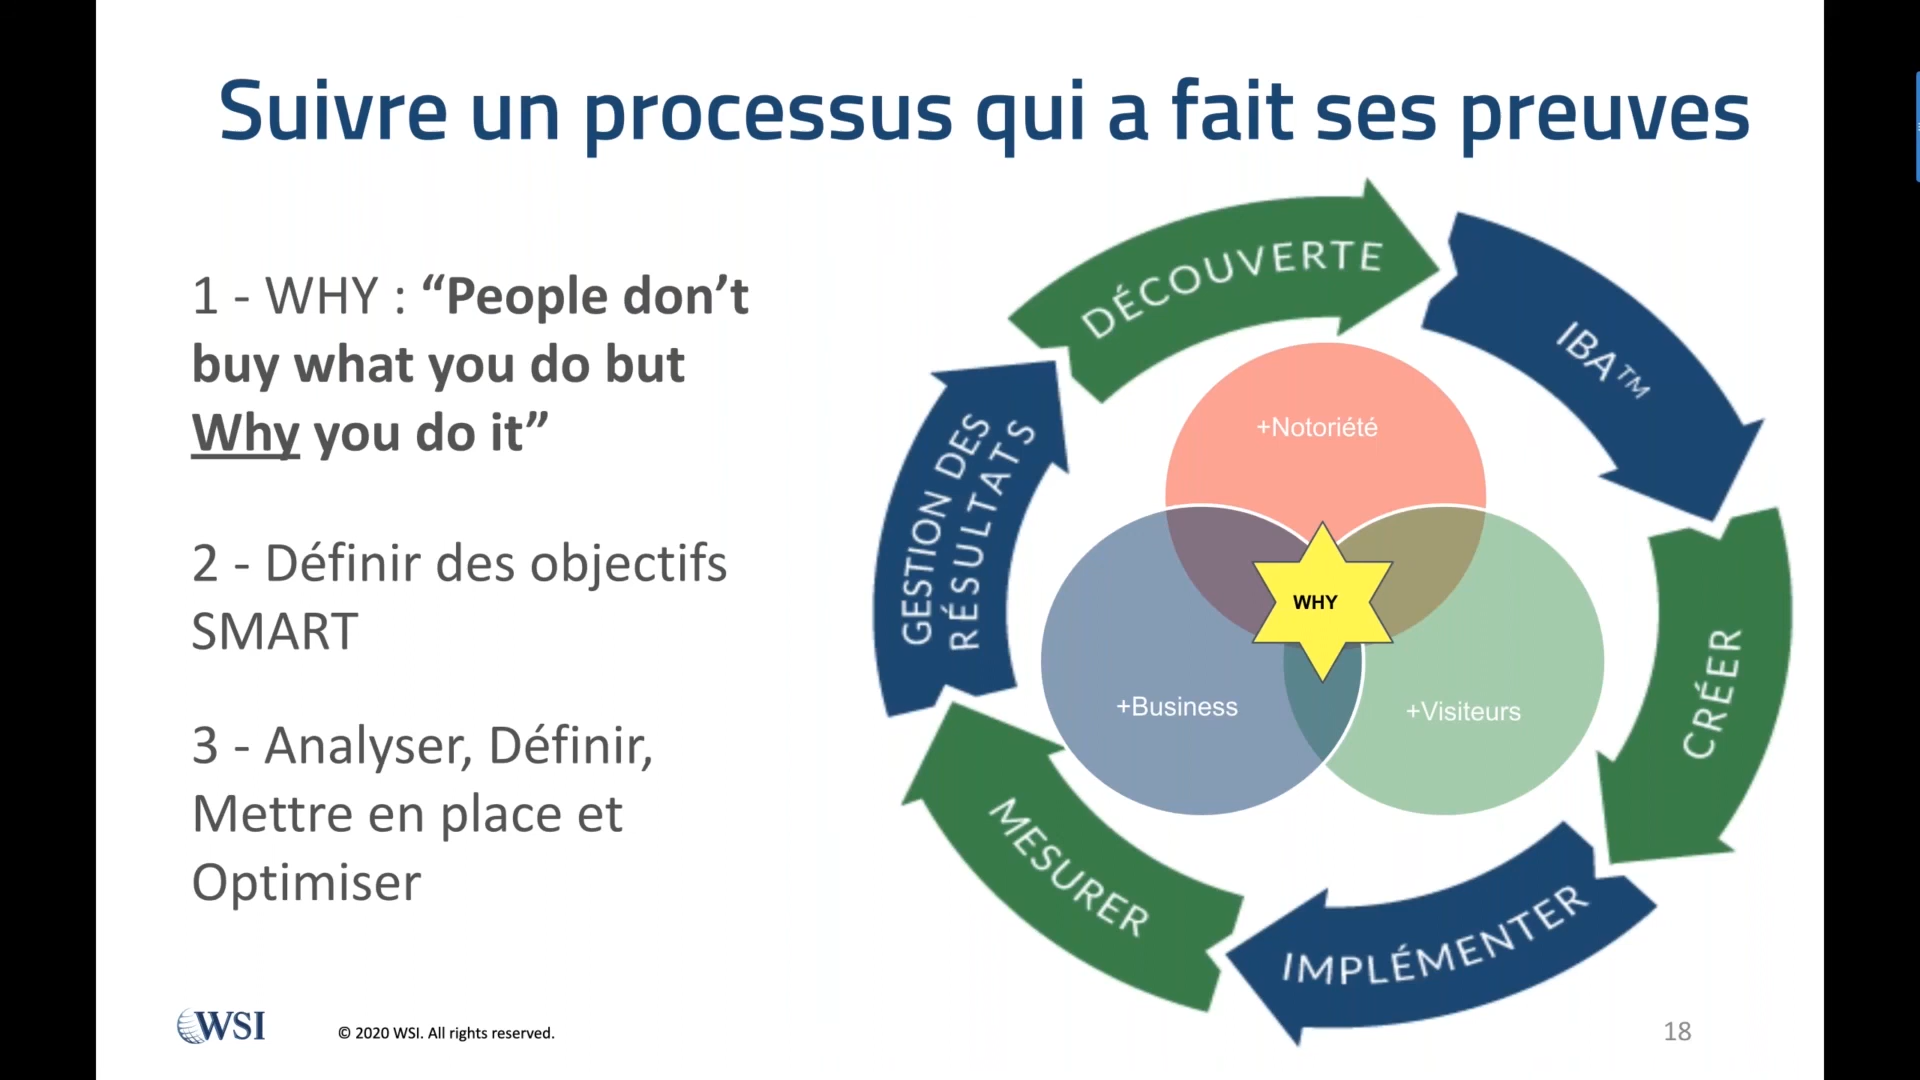 Suivre un processus qui a fait ses preuves
1 - WHY : “People don’t
buy what you do but
Why you do it”
2 - Définir des objectifs
SMART
3 - Analyser, Définir,
Mettre en place et
Optimiser
DÉCOUVERTE
IBA™
CRÉER
IMPLÉMENTER
MESURER
GESTION DES
RÉSULTATS
+Notoriété
WHY
+Business
+Visiteurs
WSI
© 2020 WSI. All rights reserved.
18